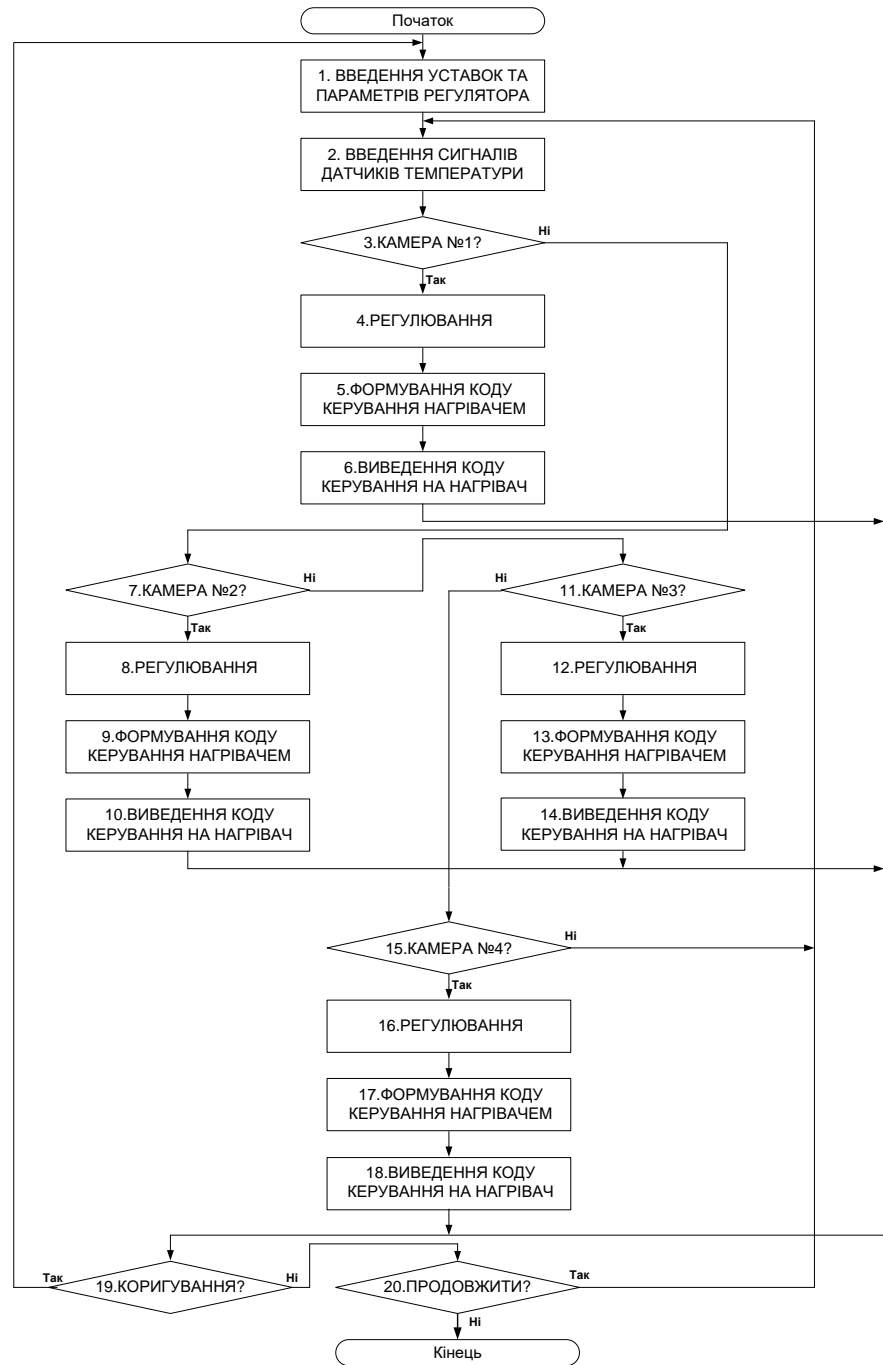 Початок
1. ВВЕДЕННЯ УСТАВОК ТА
ПАРАМЕТРІВ РЕГУЛЯТОРА
2. ВВЕДЕННЯ СИГНАЛІВ
ДАТЧИКІВ ТЕМПЕРАТУРИ
3.КАМЕРА №1?
Ні
Так
4.РЕГУЛЮВАННЯ
5.ФОРМУВАННЯ КОДУ
КЕРУВАННЯ НАГРІВАЧЕМ
6.ВИВЕДЕННЯ КОДУ
КЕРУВАННЯ НА НАГРІВАЧ
7.КАМЕРА №2?
Ні
Так
8.РЕГУЛЮВАННЯ
9.ФОРМУВАННЯ КОДУ
КЕРУВАННЯ НАГРІВАЧЕМ
10.ВИВЕДЕННЯ КОДУ
КЕРУВАННЯ НА НАГРІВАЧ
Ні
11.КАМЕРА №3?
Так
12.РЕГУЛЮВАННЯ
13.ФОРМУВАННЯ КОДУ
КЕРУВАННЯ НАГРІВАЧЕМ
14.ВИВЕДЕННЯ КОДУ
КЕРУВАННЯ НА НАГРІВАЧ
15.КАМЕРА №4?
Ні
Так
16.РЕГУЛЮВАННЯ
17.ФОРМУВАННЯ КОДУ
КЕРУВАННЯ НАГРІВАЧЕМ
18.ВИВЕДЕННЯ КОДУ
КЕРУВАННЯ НА НАГРІВАЧ
Так
19.КОРИГУВАННЯ?
Ні
20.ПРОДОВЖИТИ?
Так
Ні
Кінець